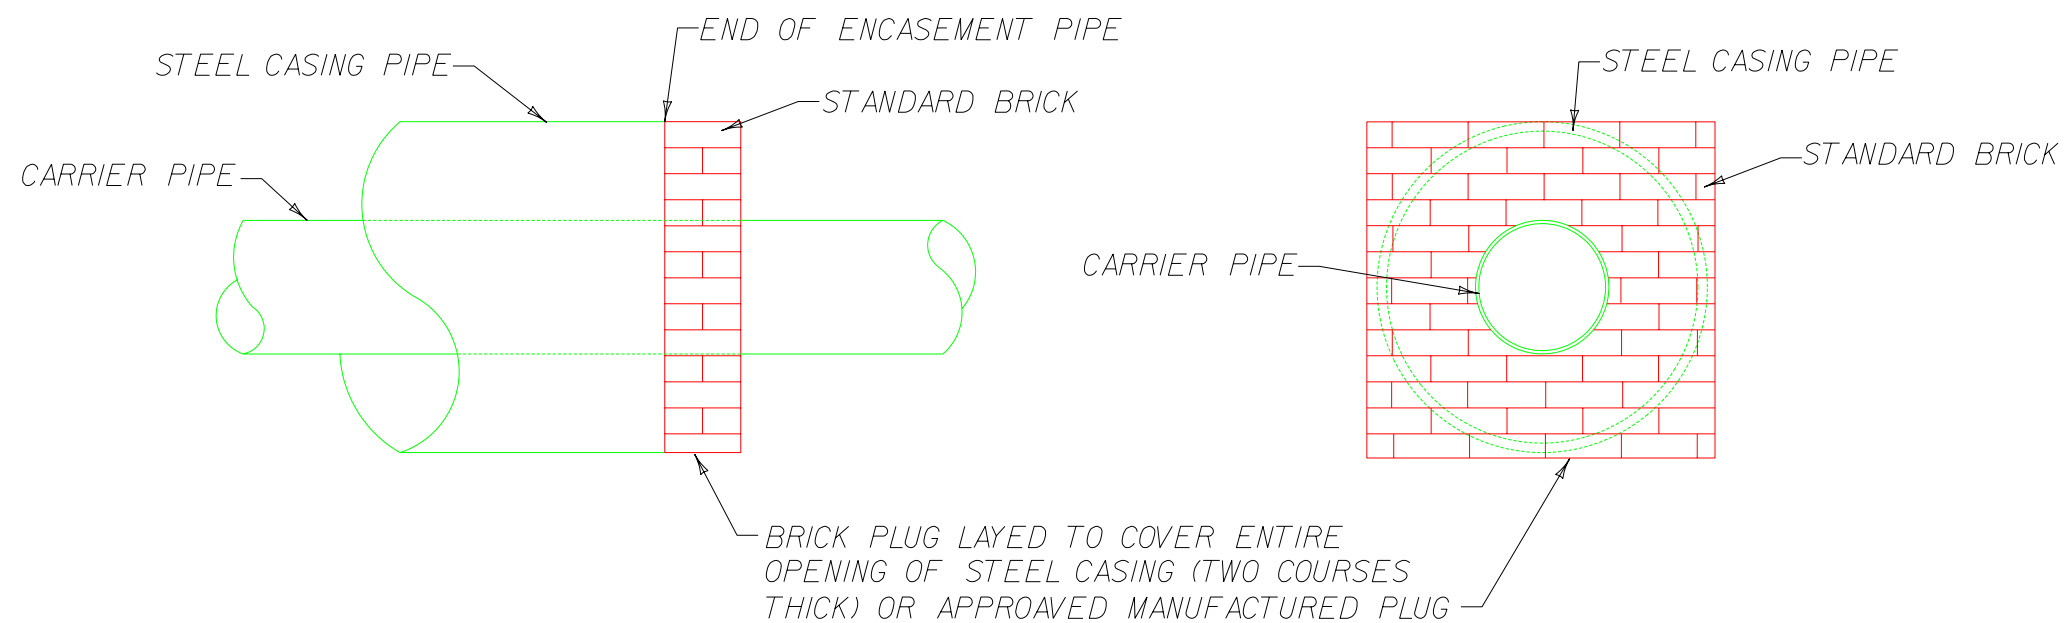 END OF ENCASEMENT PIPE
STEEL CASING PIPE
STANDARD BRICK
CARRIER PIPE
STEEL CASING PIPE
STANDARD BRICK
CARRIER PIPE
BRICK PLUG LAYED TO COVER ENTIRE
OPENING OF STEEL CASING (TWO COURSES
THICK) OR APPROAVED MANUFACTURED PLUG